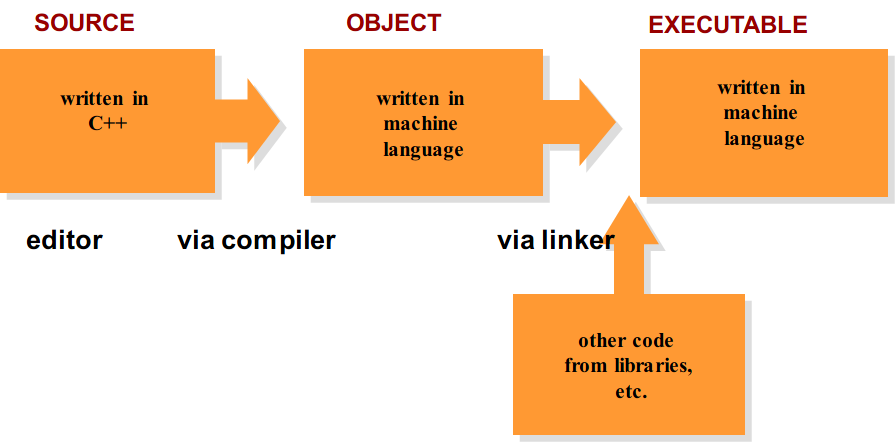 SOURCE
OBJECT
EXECUTABLE
written in
C++
written in
machine
language
written in
machine
language
editor
via compiler
via linker
other code
from libraries,
etc.